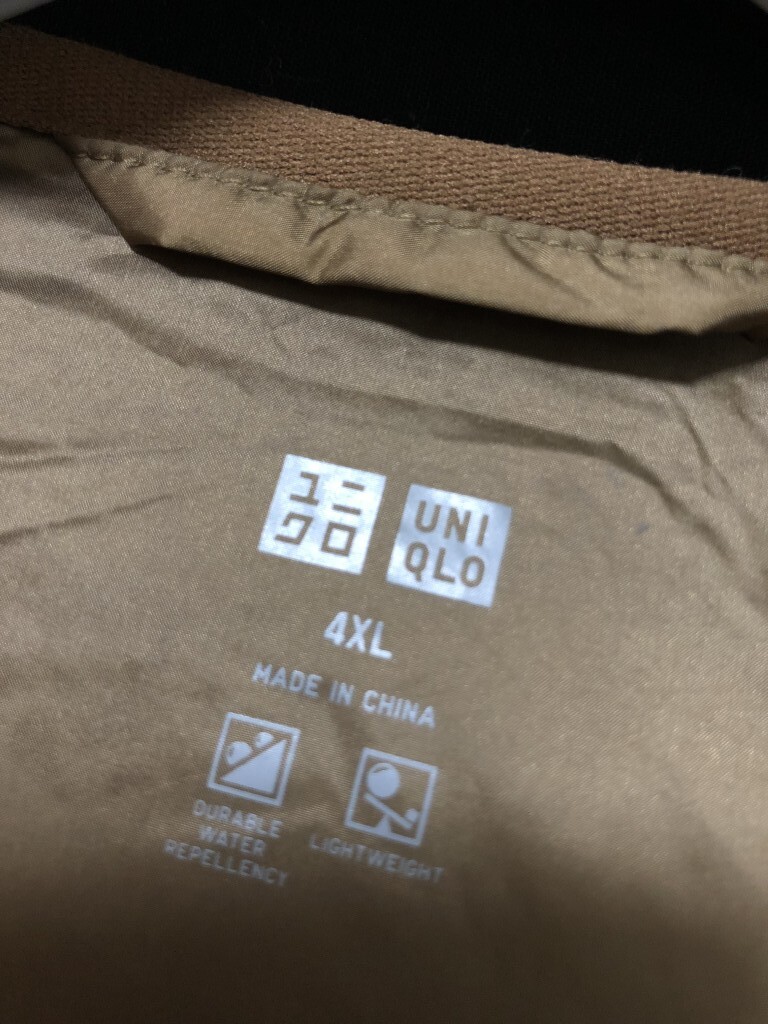 ユニ
クロ
UNI
QLO
4XL
MADE IN CHINA
DURABLE
WATER
REPELLENCY
LIGHTWEIGHT